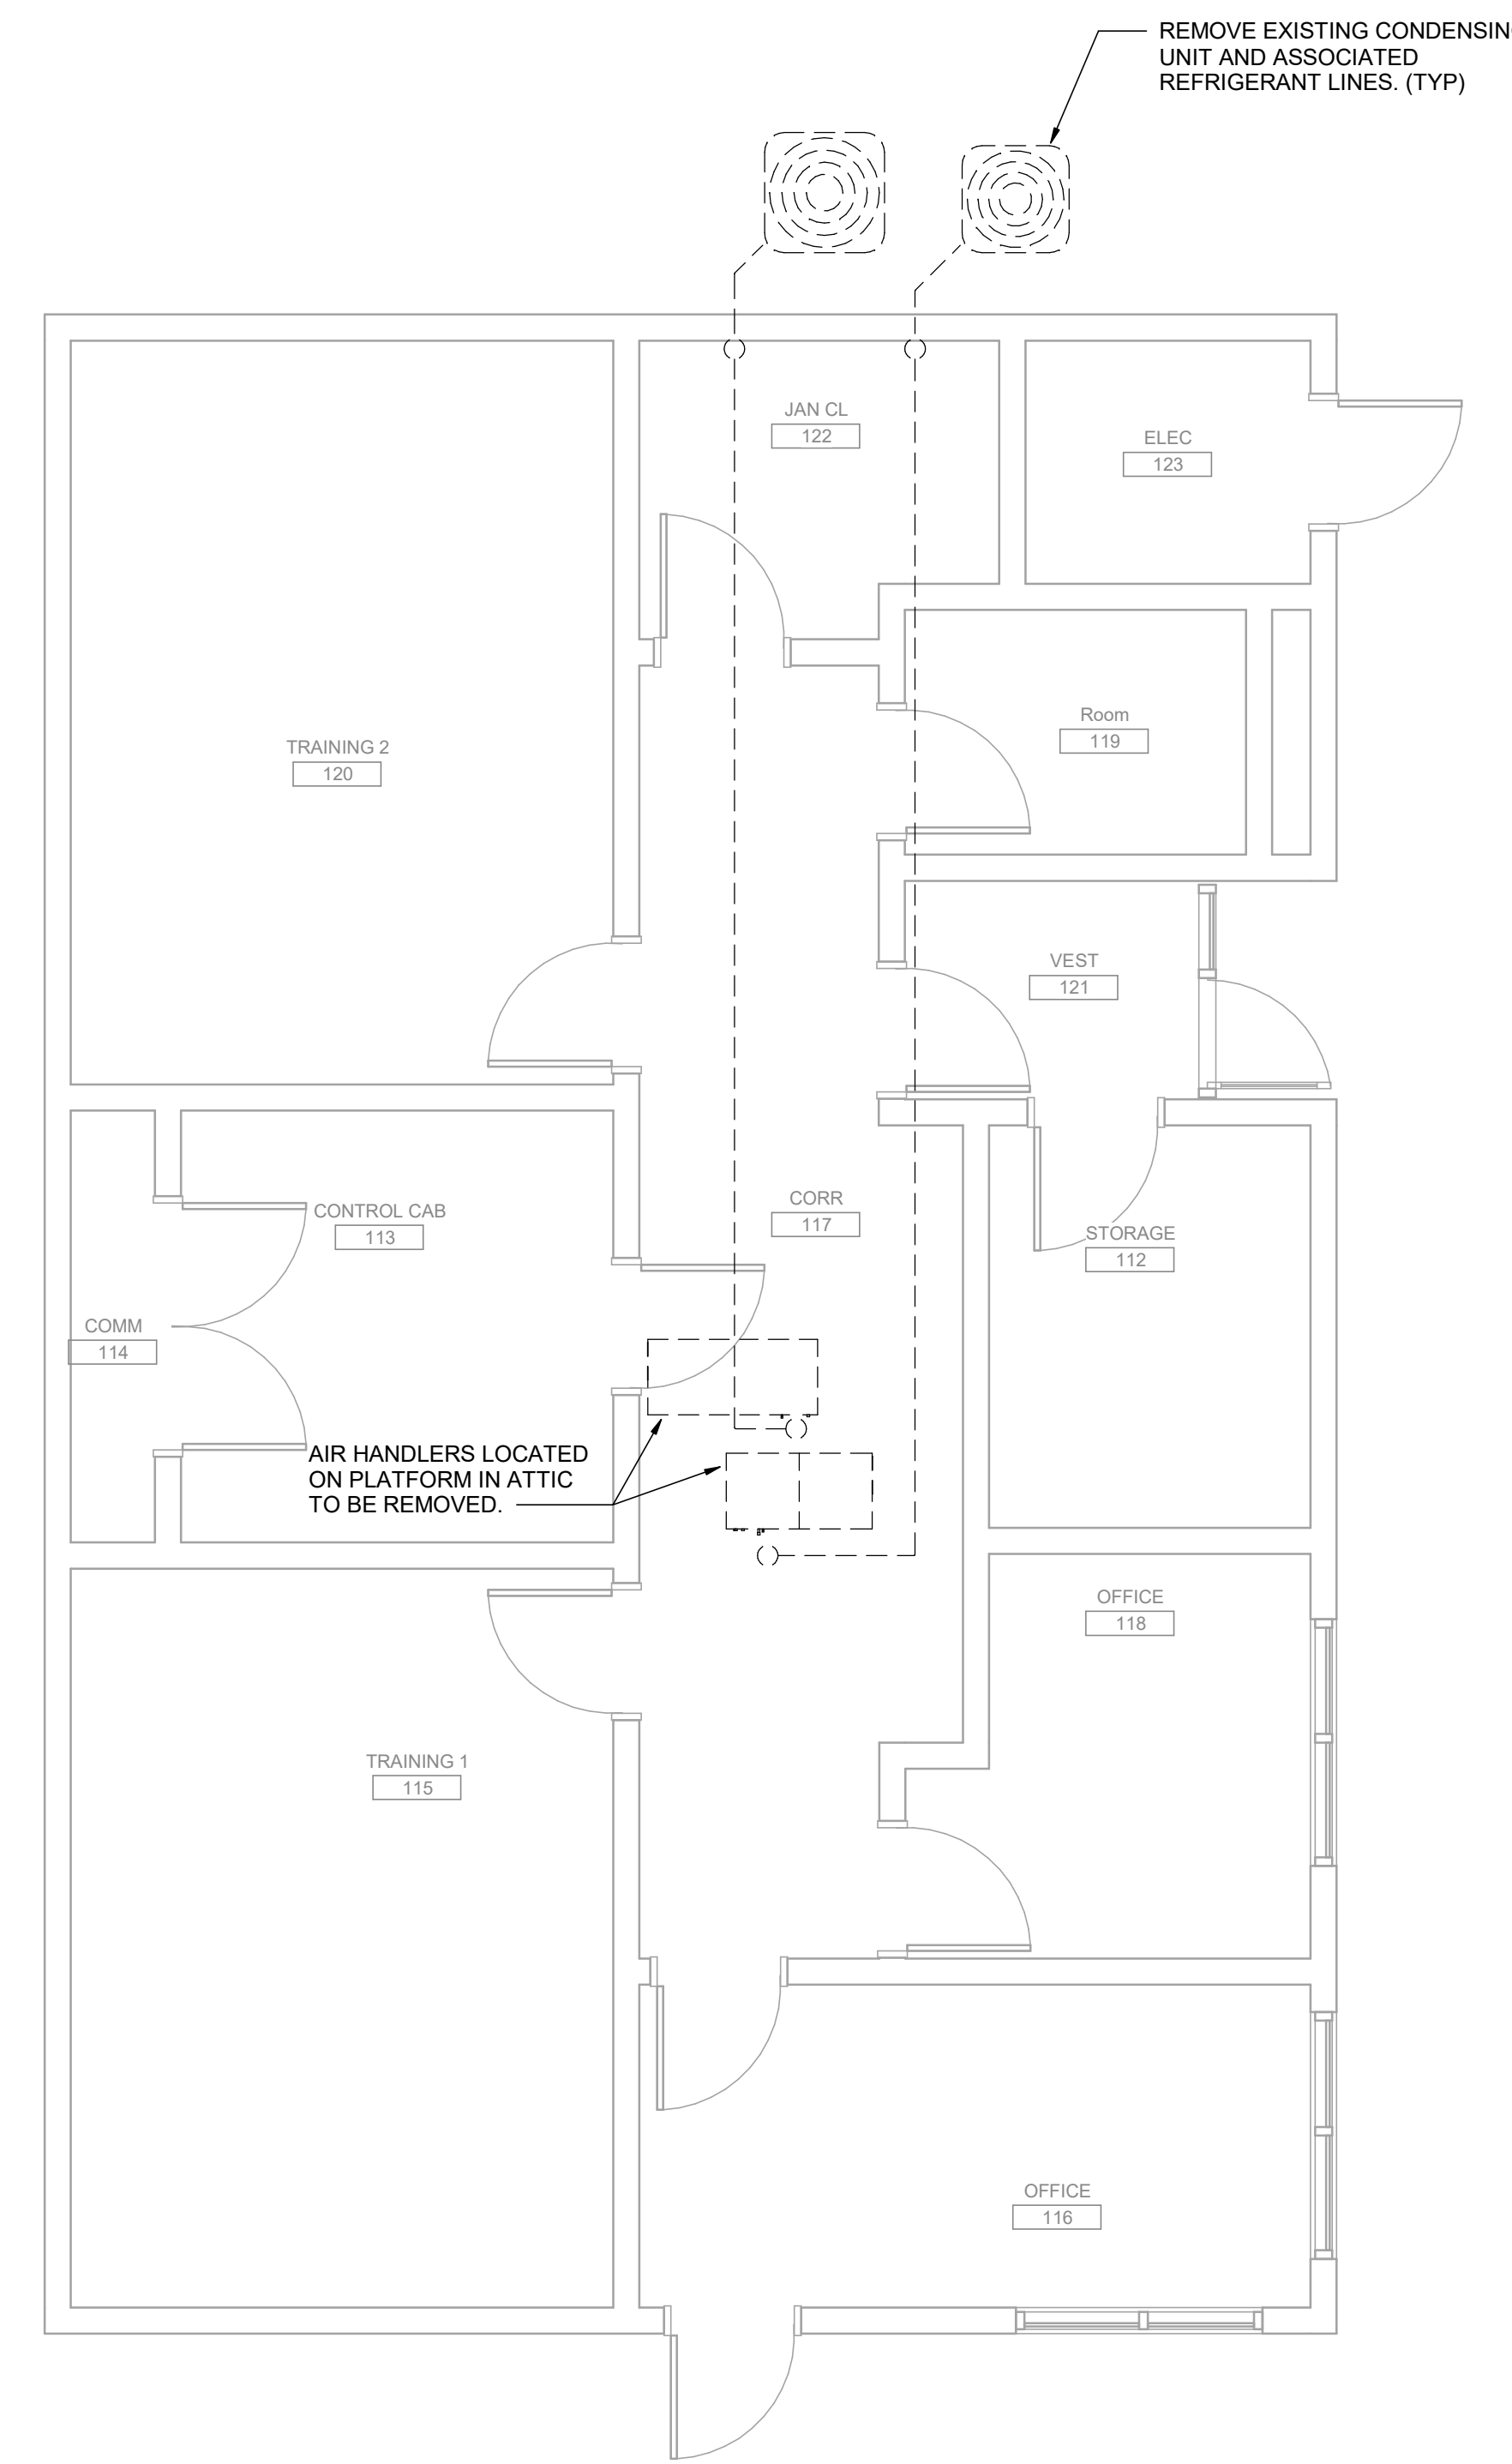 REMOVE EXISTING CONDENSIN
UNIT AND ASSOCIATED
REFRIGERANT LINES. (TYP)
JAN CL
122
ELEC
123
Room
119
TRAINING 2
120
VEST
121
CONTROL CAB
113
CORR
117
STORAGE
112
COMM
114
AIR HANDLERS LOCATED
ON PLATFORM IN ATTIC
TO BE REMOVED.
OFFICE
118
TRAINING 1
115
OFFICE
116